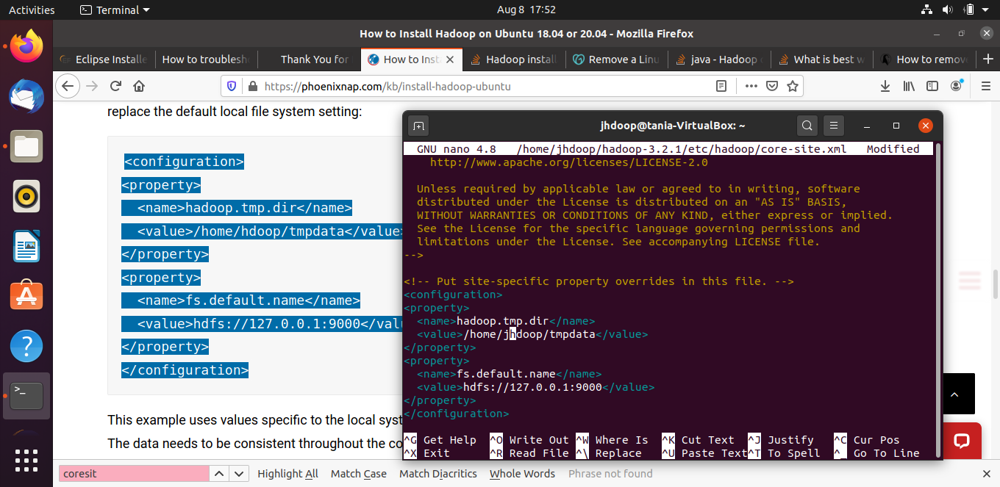 Activities Terminal Aug 8 17:52
How to Install Hadoop on Ubuntu 18.04 or 20.04 - Mozilla Firefox
Eclipse Installe How to troublesh Thank You for How to Inst Hadoop instal Remove a Linu java - Hadoop What is best w How to remov
https://phoenixnap.com/kb/install-hadoop-ubuntu
replace the default local file system setting:
<configuration>
<property>
<name>hadoop.tmp.dir</name>
<value>/home/hdoop/tmpdata</value>
</property>
<property>
<name>fs.default.name</name>
<value>hdfs://127.0.0.1:9000</valu
</property>
</configuration>
This example uses values specific to the local syst
The data needs to be consistent throughout the co
jhdoop@tania-VirtualBox: ~
GNU nano 4.8 /home/jhdoop/hadoop-3.2.1/etc/hadoop/core-site.xml Modified
http://www.apache.org/licenses/LICENSE-2.0
Unless required by applicable law or agreed to in writing, software
distributed under the License is distributed on an "AS IS" BASIS,
WITHOUT WARRANTIES OR CONDITIONS OF ANY KIND, either express or implied.
See the License for the specific language governing permissions and
limitations under the License. See accompanying LICENSE file.
-->
<!-- Put site-specific property overrides in this file. -->
<configuration>
<property>
<name>hadoop.tmp.dir</name>
<value>/home/jhdoop/tmpdata</value>
</property>
<property>
<name>fs.default.name</name>
<value>hdfs://127.0.0.1:9000</value>
</property>
</configuration>
^G Get Help ^O Write Out ^W Where Is ^K Cut Text ^J Justify ^C Cur Pos
^X Exit ^R Read File ^\ Replace ^U Paste Text ^T To Spell ^_ Go To Line
coresit Highlight All Match Case Match Diacritics Whole Words Phrase not found